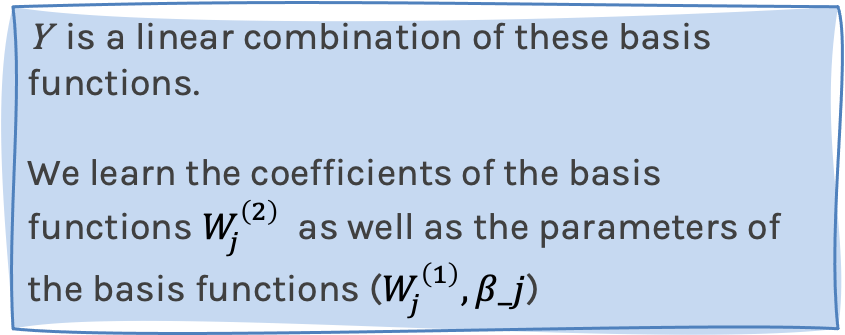 Y is a linear combination of these basis
functions.
We learn the coefficients of the basis
functions W_j^(2) as well as the parameters of
the basis functions (W_j^(1), β_j)